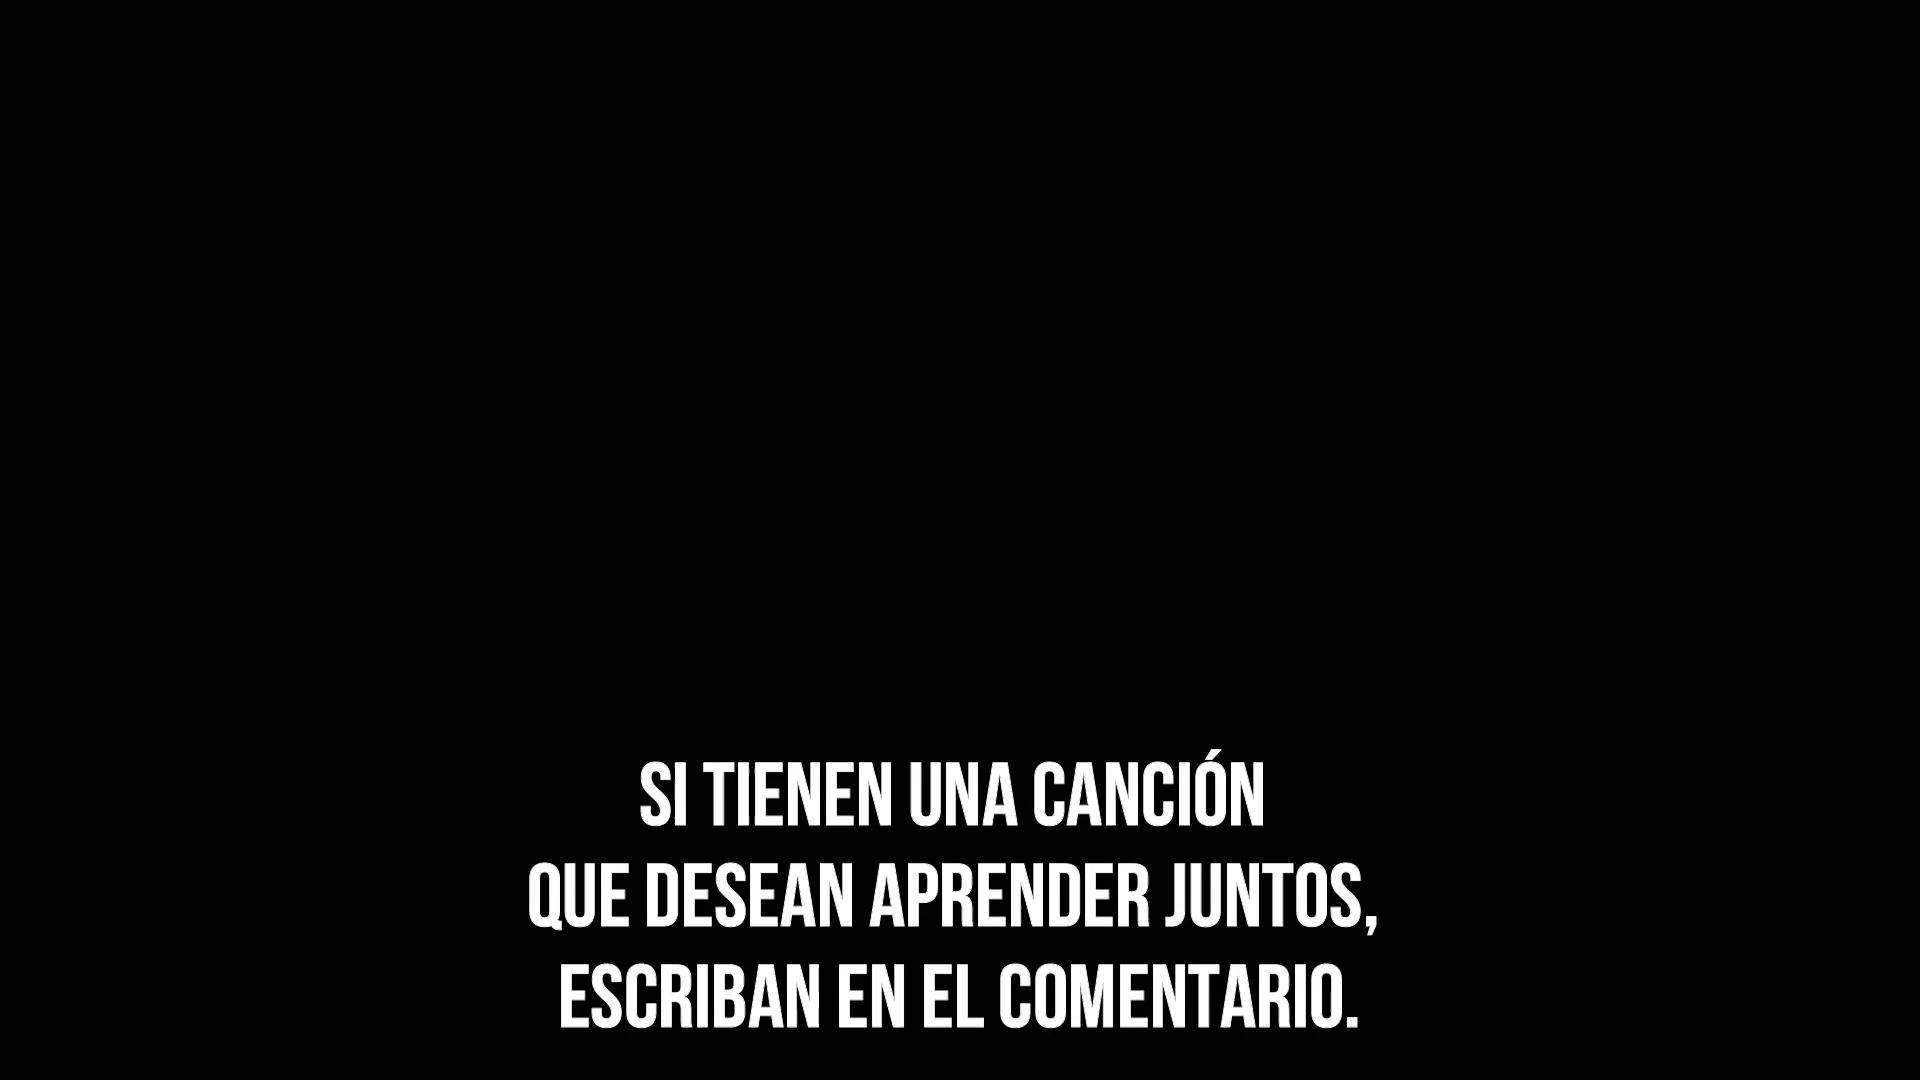 SI TIENEN UNA CANCIÓN
QUE DESEAN APRENDER JUNTOS,
ESCRIBAN EN EL COMENTARIO.